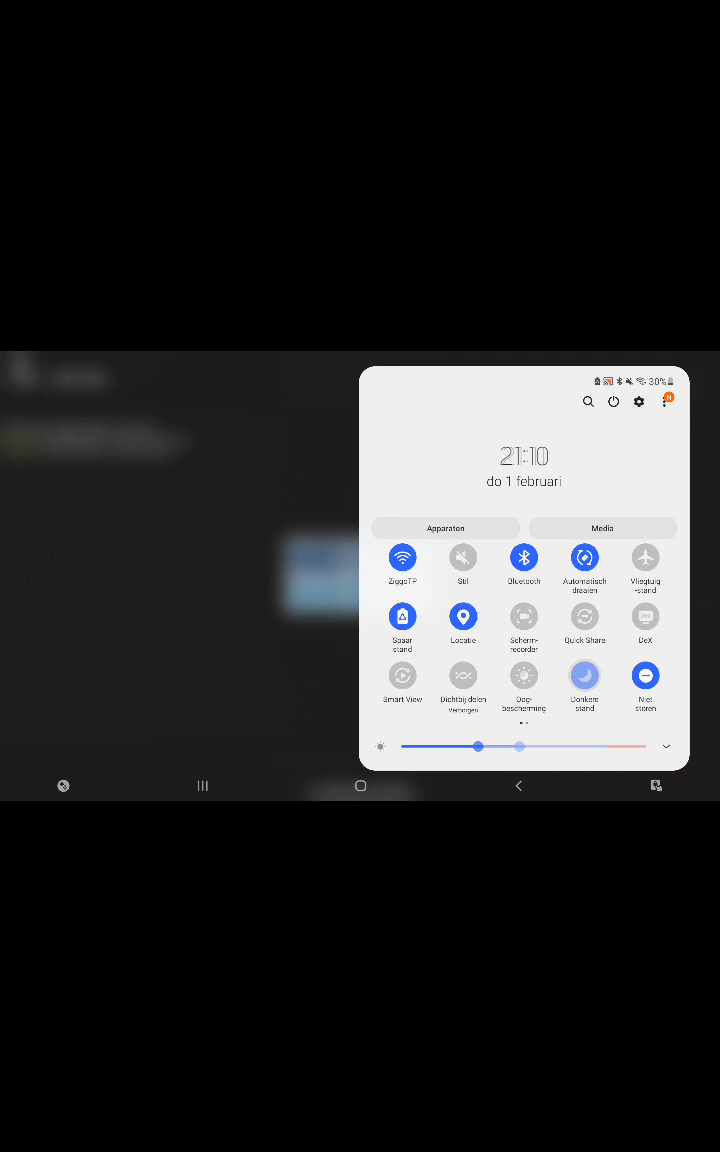 30%
N
21:10
do 1 februari
Apparaten Media
ZiggoTP Stil Bluetooth Automatisch draaien Vliegtuig-stand
Spaar stand Locatie Scherm-recorder Quick Share DeX
Smart View Dichtbij delen Verborgen Oog-bescherming Donkere stand Niet storen